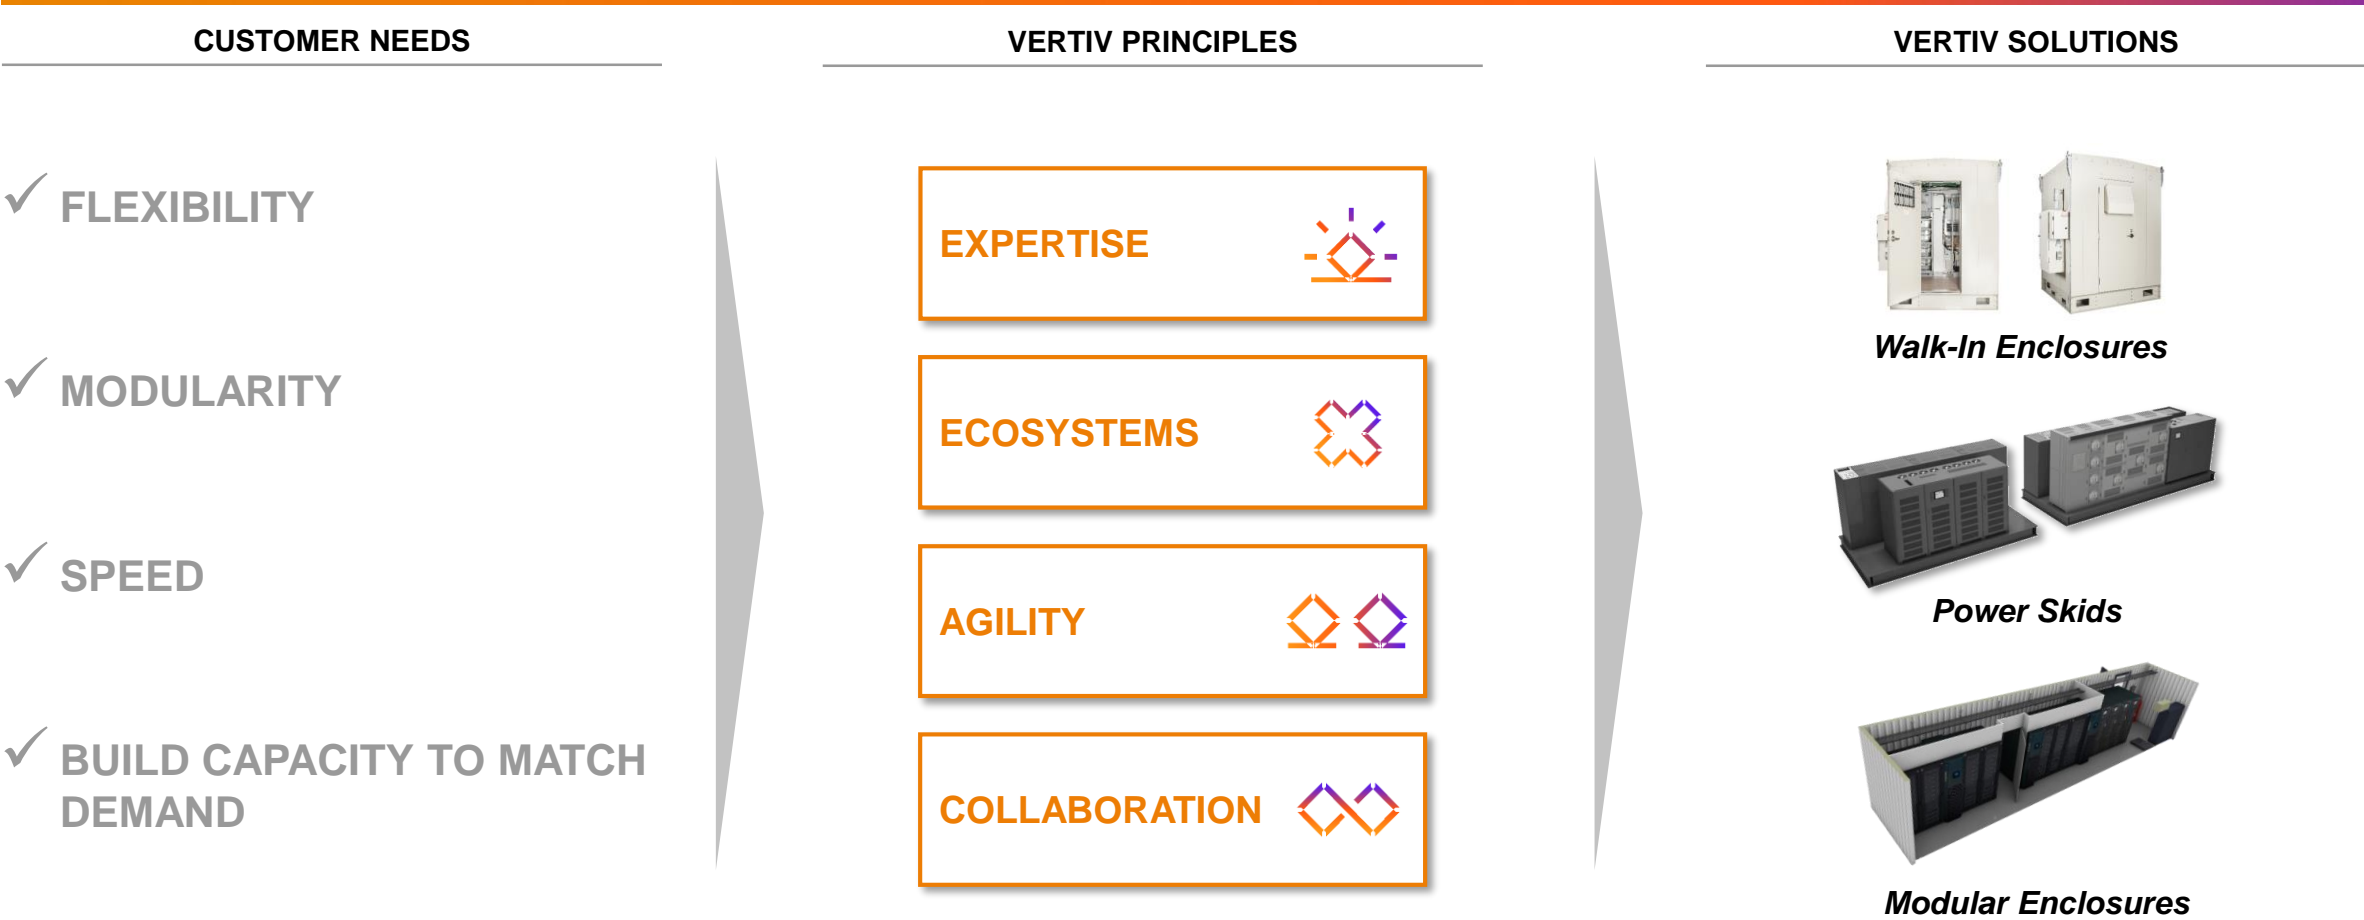 CUSTOMER NEEDS
FLEXIBILITY
MODULARITY
SPEED
BUILD CAPACITY TO MATCH
DEMAND
VERTIV PRINCIPLES
EXPERTISE
ECOSYSTEMS
AGILITY
COLLABORATION
VERTIV SOLUTIONS
Walk-In Enclosures
Power Skids
Modular Enclosures